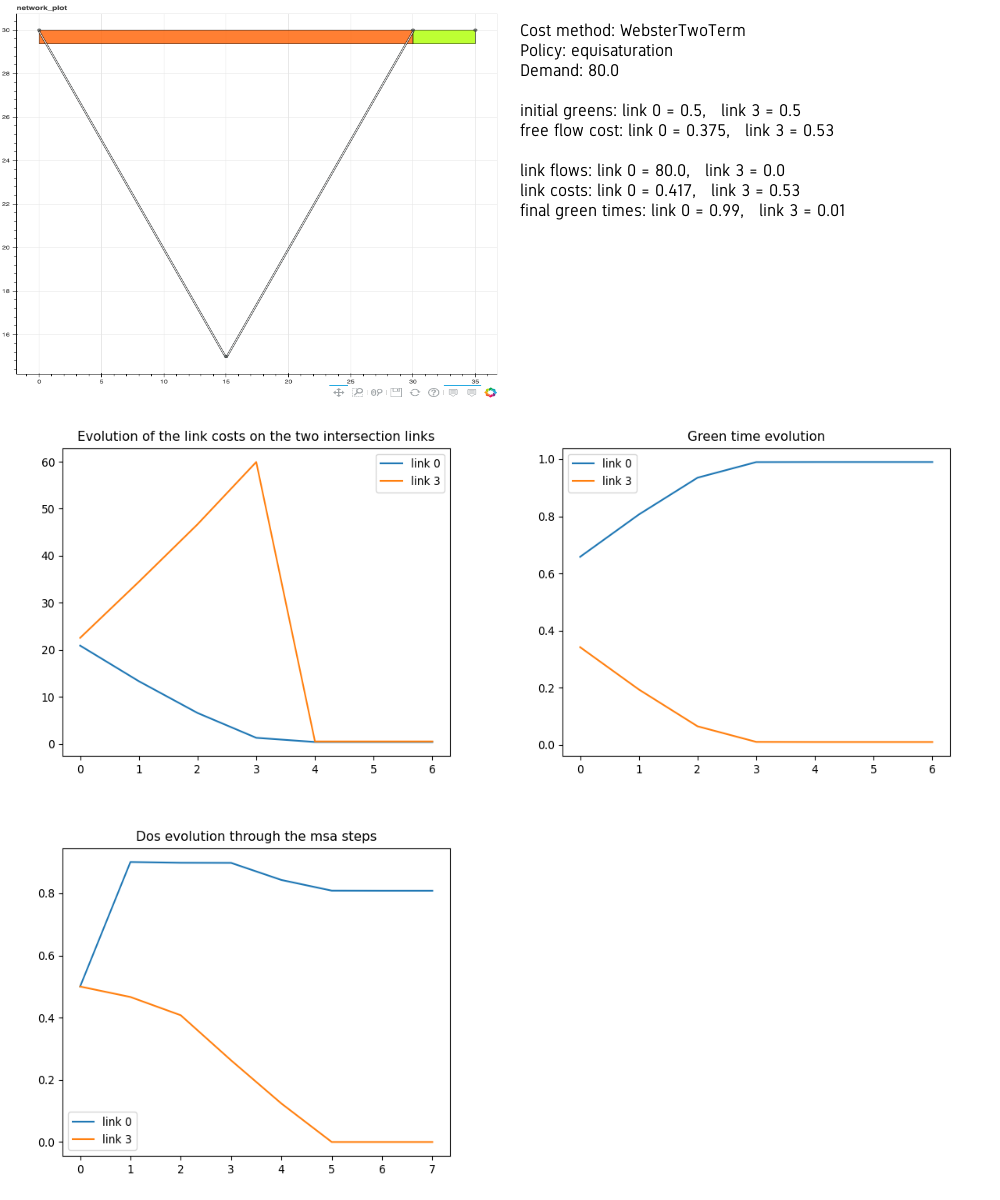 network_plot
30
28
26
24
22
20
18
16
0 5 10 15 20 25 30 35
Cost method: WebsterTwoTerm
Policy: equisaturation
Demand: 80.0
initial greens: link 0 = 0.5, link 3 = 0.5
free flow cost: link 0 = 0.375, link 3 = 0.53
link flows: link 0 = 80.0, link 3 = 0.0
link costs: link 0 = 0.417, link 3 = 0.53
final green times: link 0 = 0.99, link 3 = 0.01
Evolution of the link costs on the two intersection links
60
50
40
30
20
10
0
link 0
link 3
0 1 2 3 4 5 6
Green time evolution
1.0
0.8
0.6
0.4
0.2
0.0
link 0
link 3
0 1 2 3 4 5 6
Dos evolution through the msa steps
0.8
0.6
0.4
0.2
0.0
link 0
link 3
0 1 2 3 4 5 6 7